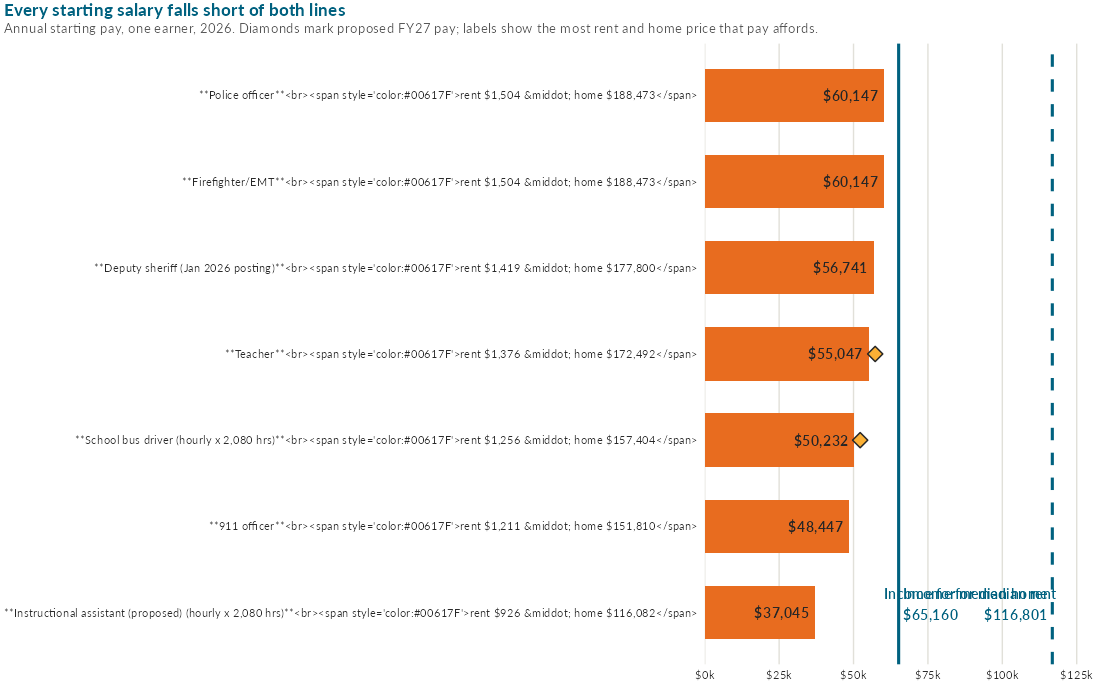 Every starting salary falls short of both lines
Annual starting pay, one earner, 2026. Diamonds mark proposed FY27 pay; labels show the most rent and home price that pay affords.
**Police officer**<br><span style='color:#00617F'>rent $1,504 &middot; home $188,473</span>
$60,147
**Firefighter/EMT**<br><span style='color:#00617F'>rent $1,504 &middot; home $188,473</span>
$60,147
**Deputy sheriff (Jan 2026 posting)**<br><span style='color:#00617F'>rent $1,419 &middot; home $177,800</span>
$56,741
**Teacher**<br><span style='color:#00617F'>rent $1,376 &middot; home $172,492</span>
$55,047
**School bus driver (hourly x 2,080 hrs)**<br><span style='color:#00617F'>rent $1,256 &middot; home $157,404</span>
$50,232
**911 officer**<br><span style='color:#00617F'>rent $1,211 &middot; home $151,810</span>
$48,447
**Instructional assistant (proposed) (hourly x 2,080 hrs)**<br><span style='color:#00617F'>rent $926 &middot; home $116,082</span>
$37,045
Income for median rent
$65,160
Income for median home
$116,801
$0k
$25k
$50k
$75k
$100k
$125k